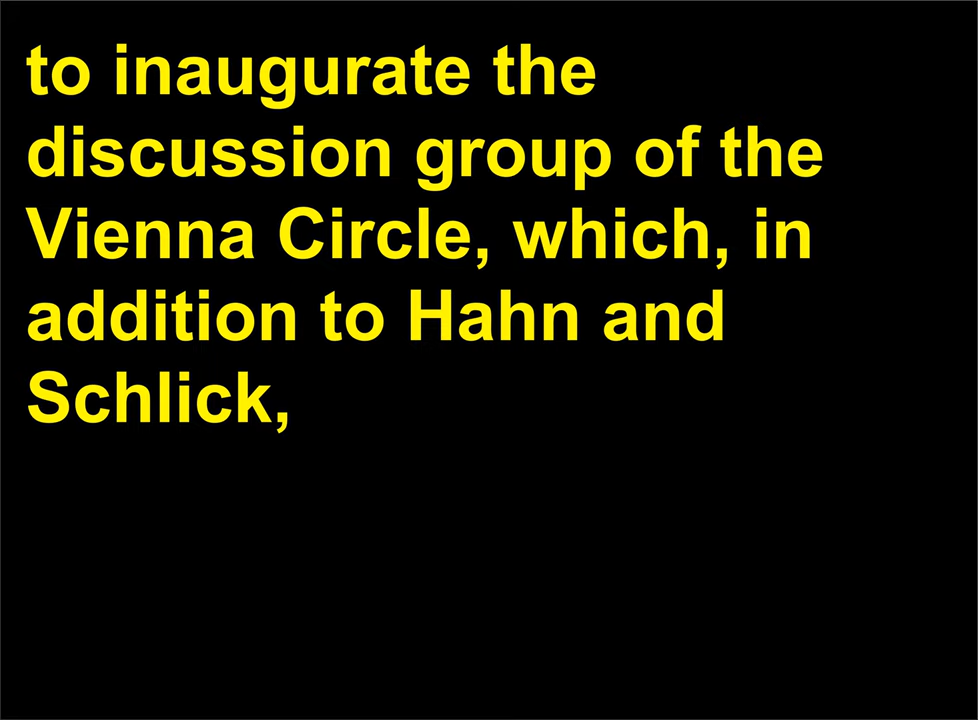 to inaugurate the
discussion group of the
Vienna Circle, which, in
addition to Hahn and
Schlick,